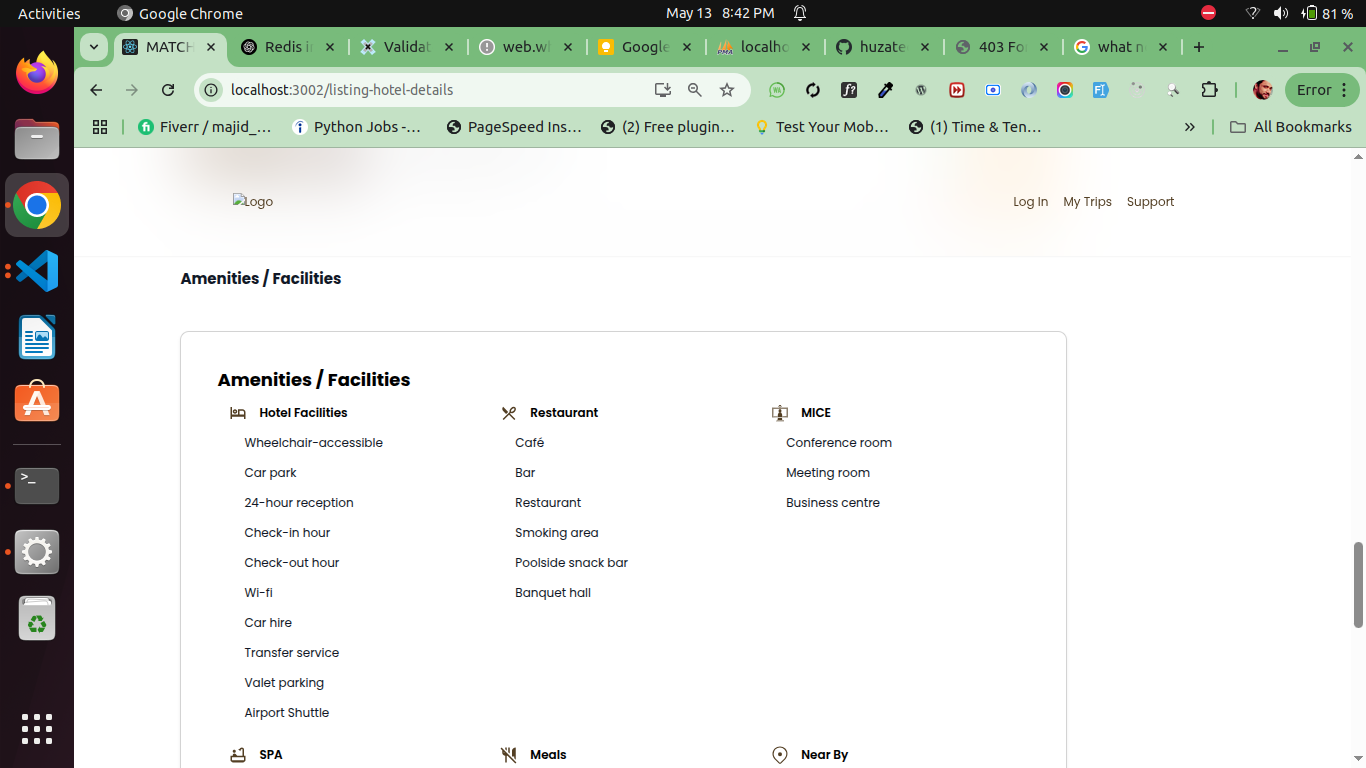 Activities Google Chrome May 13 8:42 PM 81 %
MATCH Redis i Validat web.w Google localho huzate 403 Fo what n
localhost:3002/listing-hotel-details Error
Fiverr / majid_... Python Jobs -... PageSpeed Ins... (2) Free plugin... Test Your Mob... (1) Time & Ten... » All Bookmarks
Logo Log In My Trips Support
Amenities / Facilities
Amenities / Facilities
Hotel Facilities Restaurant MICE
Wheelchair-accessible Café Conference room
Car park Bar Meeting room
24-hour reception Restaurant Business centre
Check-in hour Smoking area
Check-out hour Poolside snack bar
Wi-fi Banquet hall
Car hire
Transfer service
Valet parking
Airport Shuttle
SPA Meals Near By